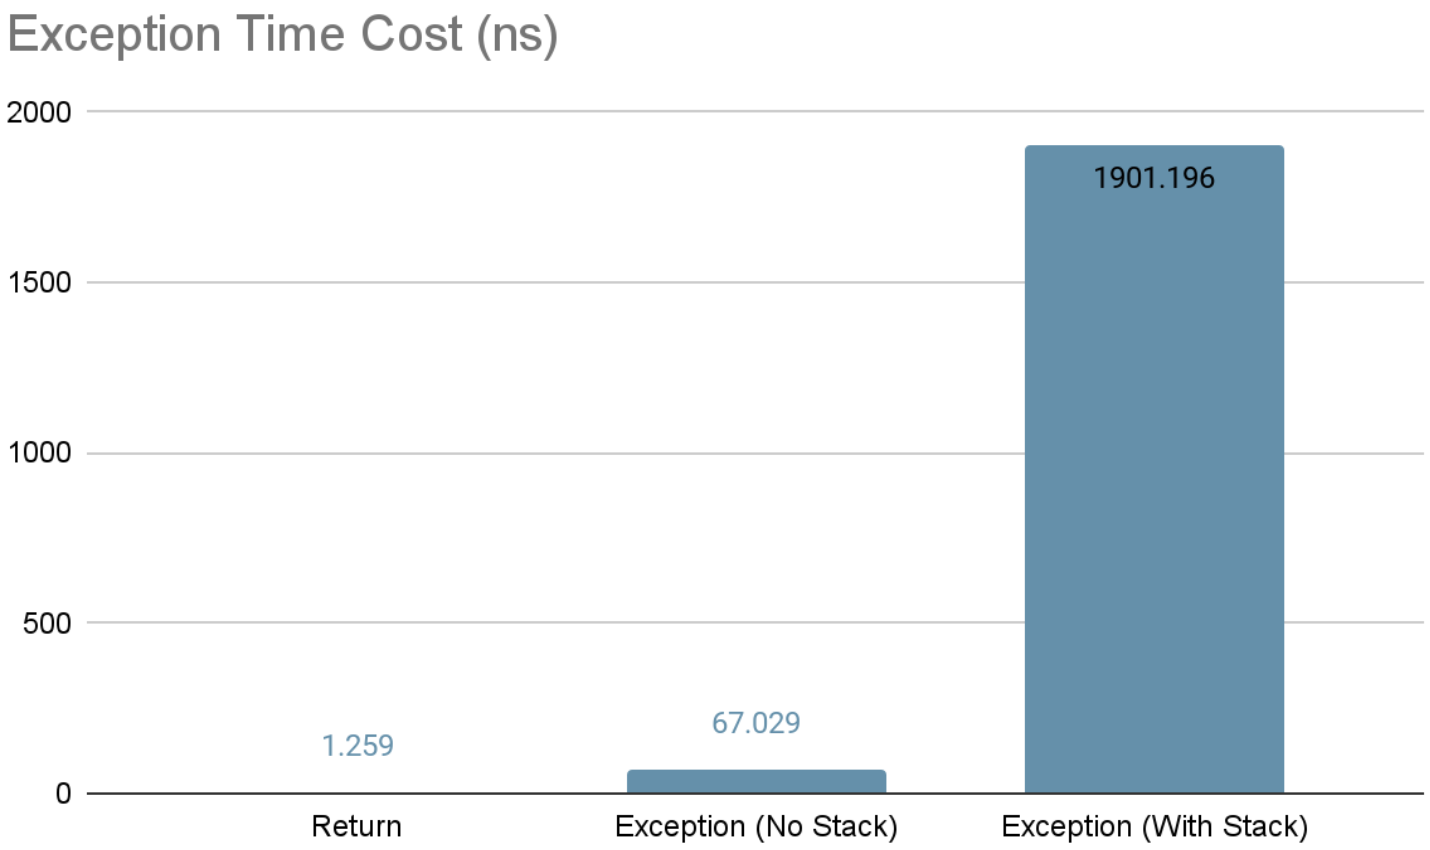 Exception Time Cost (ns)
2000
1500
1000
500
0
1.259
67.029
1901.196
Return
Exception (No Stack)
Exception (With Stack)